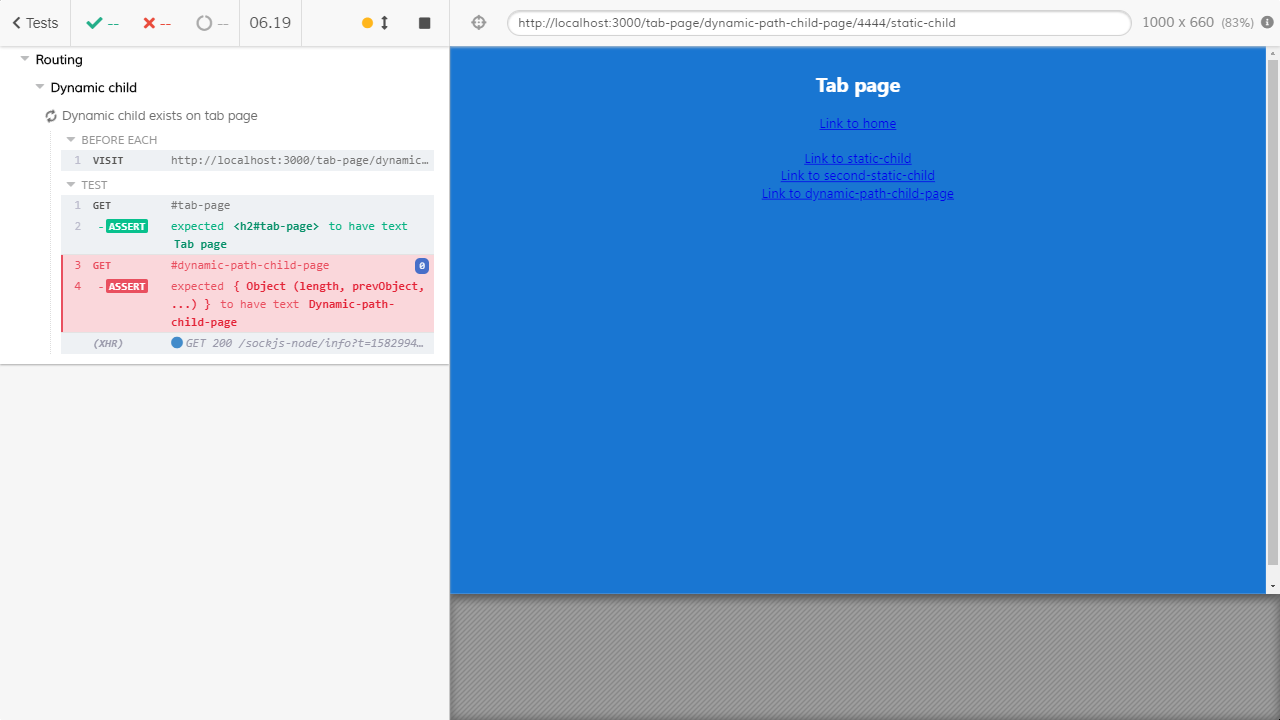 Tests
--
--
--
06.19
http://localhost:3000/tab-page/dynamic-path-child-page/4444/static-child
1000 x 660 (83%)
Routing
Dynamic child
Dynamic child exists on tab page
BEFORE EACH
1 VISIT http://localhost:3000/tab-page/dynamic…
TEST
1 GET #tab-page
2 - ASSERT expected <h2#tab-page> to have text
Tab page
3 GET #dynamic-path-child-page 0
4 - ASSERT expected { Object (length, prevObject,
...) } to have text Dynamic-path-
child-page
(XHR) GET 200 /sockjs-node/info?t=1582994…
Tab page
Link to home
Link to static-child
Link to second-static-child
Link to dynamic-path-child-page